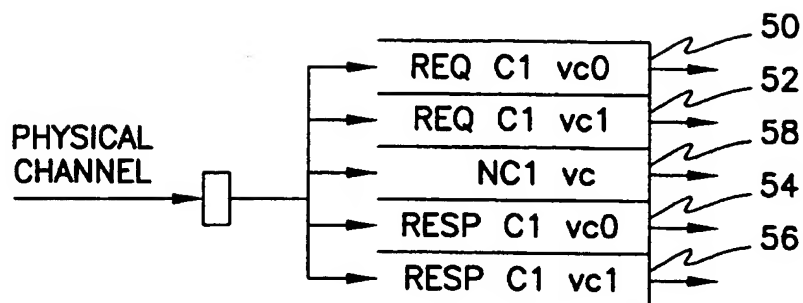 50
REQ C1 vc0
52
REQ C1 vc1
58
PHYSICAL
CHANNEL
NC1 vc
54
RESP C1 vc0
56
RESP C1 vc1